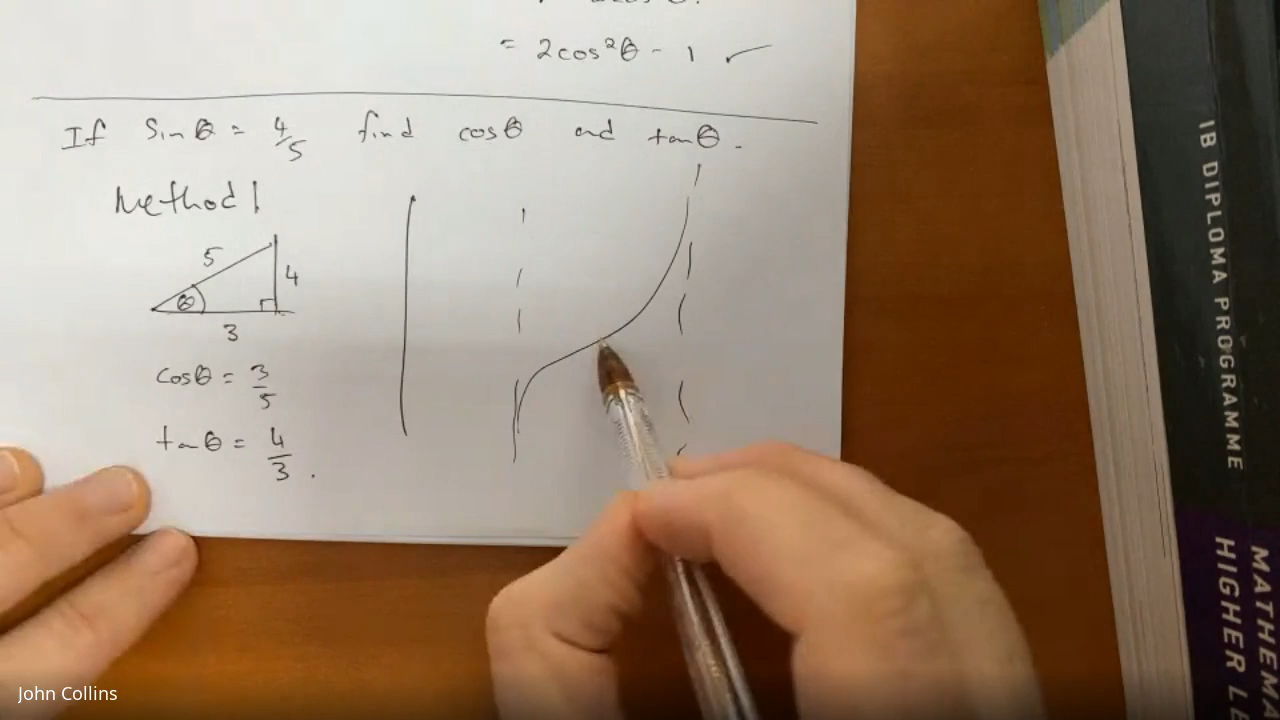 = 2cos²θ - 1 ✓
If Sinθ = 4/5 find cosθ and tanθ.
Method 1
5
4
θ
3
cosθ = 3/5
tanθ = 4/3.
IB DIPLOMA PROGRAMME
HIGHER
John Collins